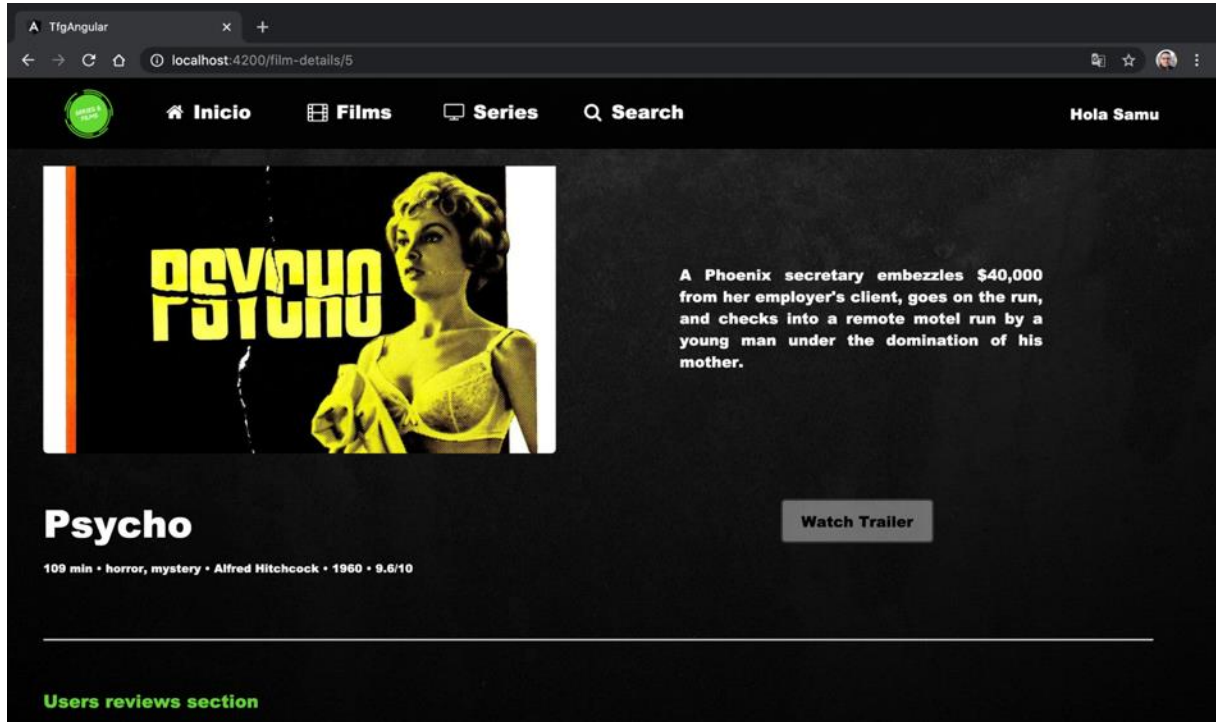 TfgAngular
localhost:4200/film-details/5
SERIES &
FILMS
Inicio
Films
Series
Search
Hola Samu
PSYCHO
A Phoenix secretary embezzles $40,000
from her employer's client, goes on the run,
and checks into a remote motel run by a
young man under the domination of his
mother.
Psycho
Watch Trailer
109 min • horror, mystery • Alfred Hitchcock • 1960 • 9.6/10
Users reviews section